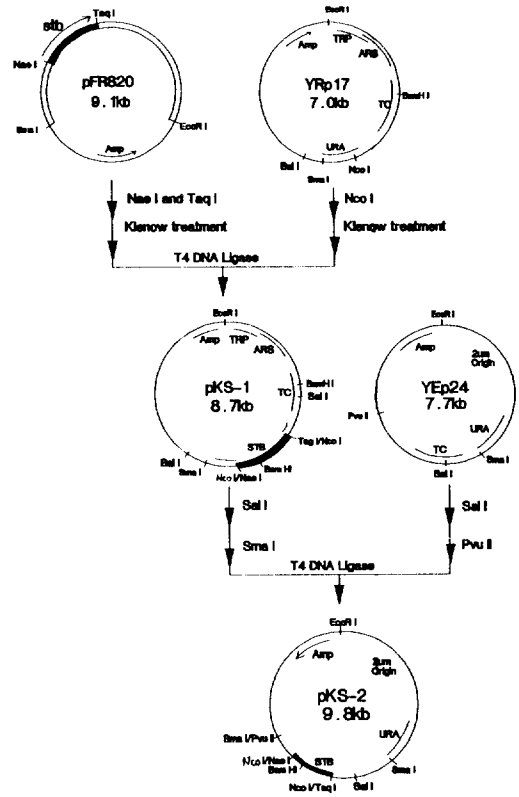 EcoR I
stb
Taq I
Nae I
pFR820
9.1kb
Sma I
EcoR I
Amp
Amp
TRP
ARS
YRp17
7.0kb
BamH I
TC
URA
Sal I
Sma I
Nco I
Nae I and Taq I
Klenow treatment
Nco I
Klenow treatment
T4 DNA Ligase
EcoR I
Amp
TRP
ARS
pKS-1
8.7kb
TC
BamH I
Sal I
Taq I/Nco I
STB
Bam HI
Nco I/Nae I
Sma I
Sal I
EcoR I
Amp
2um
Origin
YEp24
7.7kb
Pvu II
URA
TC
Sma I
Sal I
Sal I
Sma I
Sal I
Pvu II
T4 DNA Ligase
EcoR I
Amp
2um
Origin
pKS-2
9.8kb
Sma I/Pvu II
URA
Nco I/Nae I
Bam HI
STB
Nco I/Taq I
Sal I
Sma I